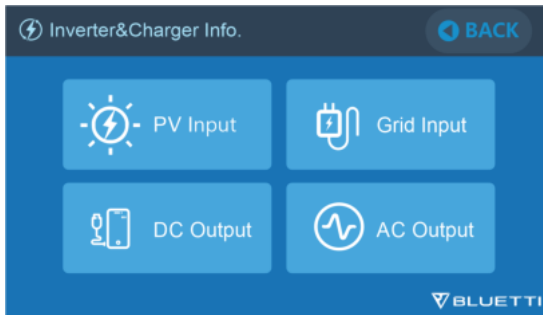 Inverter&Charger Info.
BACK
PV Input
Grid Input
DC Output
AC Output
BLUETTI